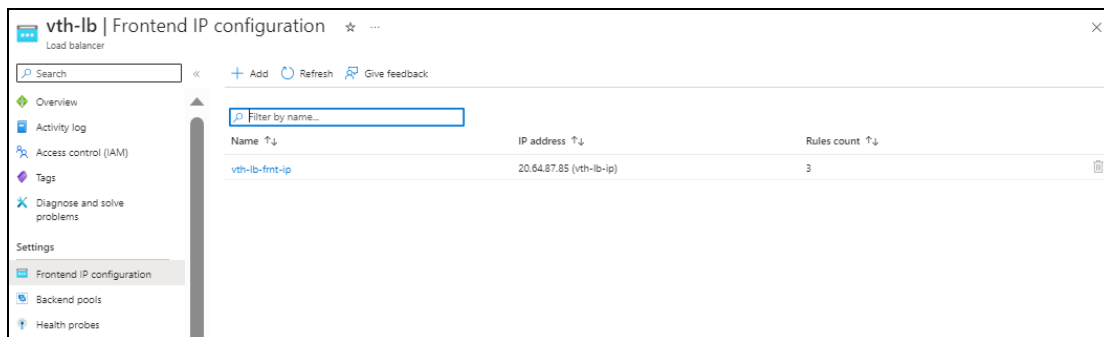 vth-lb | Frontend IP configuration ☆ ...
Load balancer
Search
«
+ Add Refresh Give feedback
Overview
Activity log
Access control (IAM)
Tags
Diagnose and solve
problems
Settings
Frontend IP configuration
Backend pools
Health probes
Filter by name...
Name ↑↓ IP address ↑↓ Rules count ↑↓
vth-lb-frnt-ip 20.64.87.85 (vth-lb-ip) 3